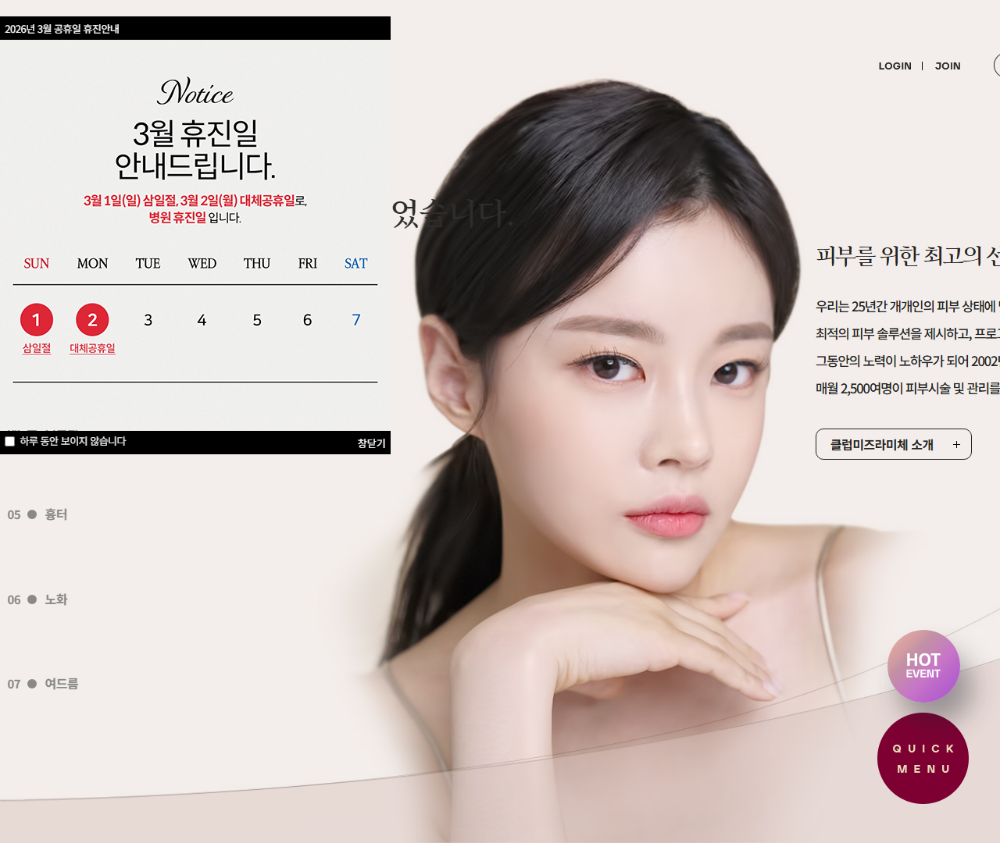 2026년 3월 공휴일 휴진안내
Notice
3월 휴진일
안내드립니다.
3월 1일(일) 삼일절, 3월 2일(월) 대체공휴일로,
병원 휴진일 입니다.
SUN MON TUE WED THU FRI SAT
1 2 3 4 5 6 7
삼일절 대체공휴일
하루 동안 보이지 않습니다
창닫기
LOGIN
JOIN
었습니다.
피부를 위한 최고의 선
우리는 25년간 개개인의 피부 상태에
최적의 피부 솔루션을 제시하고, 프로
그동안의 노력이 노하우가 되어 2002
매월 2,500여명이 피부시술 및 관리를
클럽미즈라미체 소개 +
05 흉터
06 노화
07 여드름
HOT
EVENT
QUICK
MENU